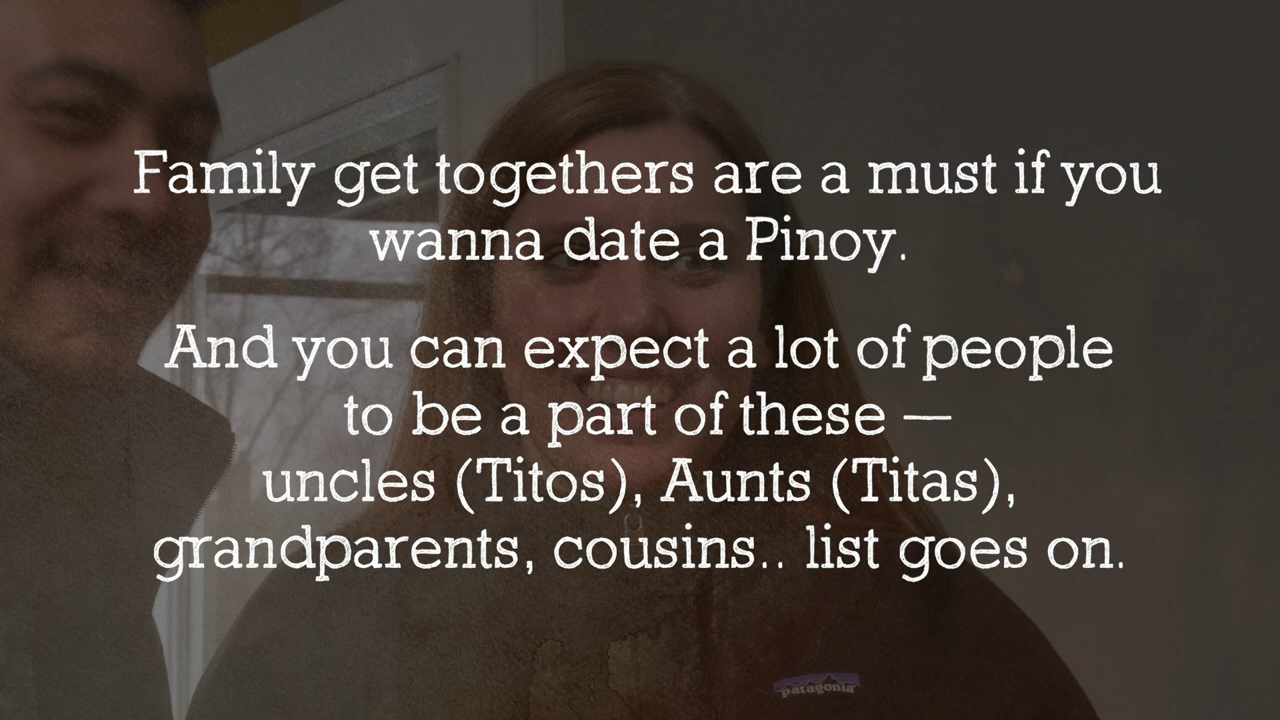 Family get togethers are a must if you
wanna date a Pinoy.
And you can expect a lot of people
to be a part of these —
uncles (Titos), Aunts (Titas),
grandparents, cousins.. list goes on.
patagonia